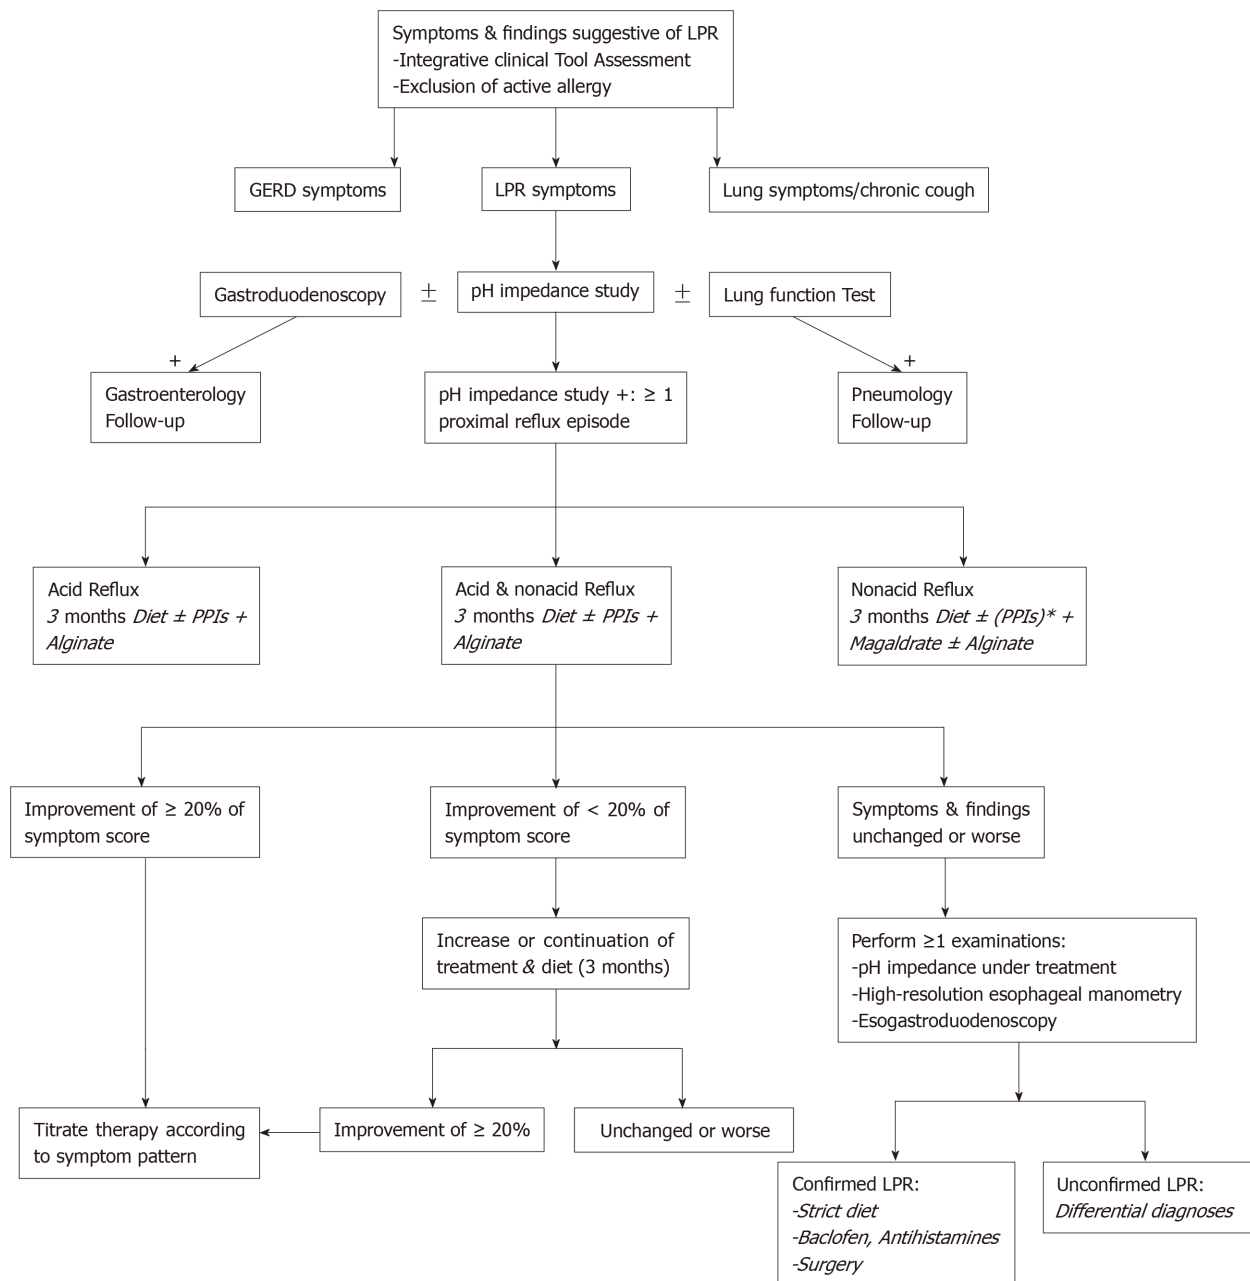 Symptoms & findings suggestive of LPR
-Integrative clinical Tool Assessment
-Exclusion of active allergy
GERD symptoms
LPR symptoms
Lung symptoms/chronic cough
Gastroduodenoscopy
±
pH impedance study
±
Lung function Test
+
+
Gastroenterology
Follow-up
pH impedance study +: ≥ 1
proximal reflux episode
Pneumology
Follow-up
Acid Reflux
3 months Diet ± PPIs +
Alginate
Acid & nonacid Reflux
3 months Diet ± PPIs +
Alginate
Nonacid Reflux
3 months Diet ± (PPIs)* +
Magaldrate ± Alginate
Improvement of ≥ 20% of
symptom score
Improvement of < 20% of
symptom score
Symptoms & findings
unchanged or worse
Increase or continuation of
treatment & diet (3 months)
Perform ≥1 examinations:
-pH impedance under treatment
-High-resolution esophageal manometry
-Esogastroduodenoscopy
Titrate therapy according
to symptom pattern
Improvement of ≥ 20%
Unchanged or worse
Confirmed LPR:
-Strict diet
-Baclofen, Antihistamines
-Surgery
Unconfirmed LPR:
Differential diagnoses